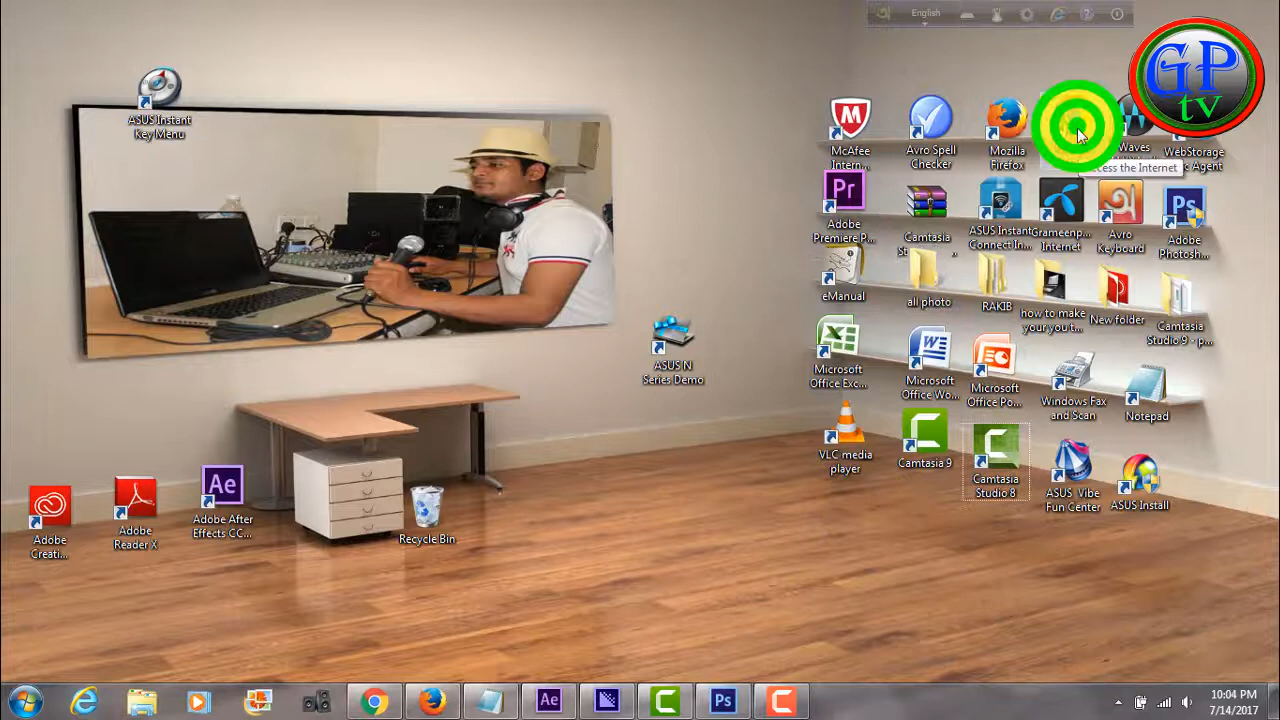 English
GP
tv
ASUS Instant
Key Menu
McAfee
Intern...
Avro Spell
Checker
Mozilla
Firefox
Waves
WebStorage
Agent
the Internet
Pr
Adobe
Premiere P...
Camtasia
ASUS Instant
Connect In...
Grameenp...
Internet
অ
Avro
Keyboard
Ps
Adobe
Photosh...
eManual
all photo
RAKIB
how to make
your you t...
New folder
Camtasia
Studio 9 - p...
ASUS N
Series Demo
Microsoft
Office Exc...
Microsoft
Office Wo...
Microsoft
Office Po...
Windows Fax
and Scan
Notepad
VLC media
player
Camtasia 9
Camtasia
Studio 8
ASUS Vibe
Fun Center
ASUS Install
Adobe
Creati...
Adobe
Reader X
Ae
Adobe After
Effects CC...
Recycle Bin
Ae
Ps
10:04 PM
7/14/2017